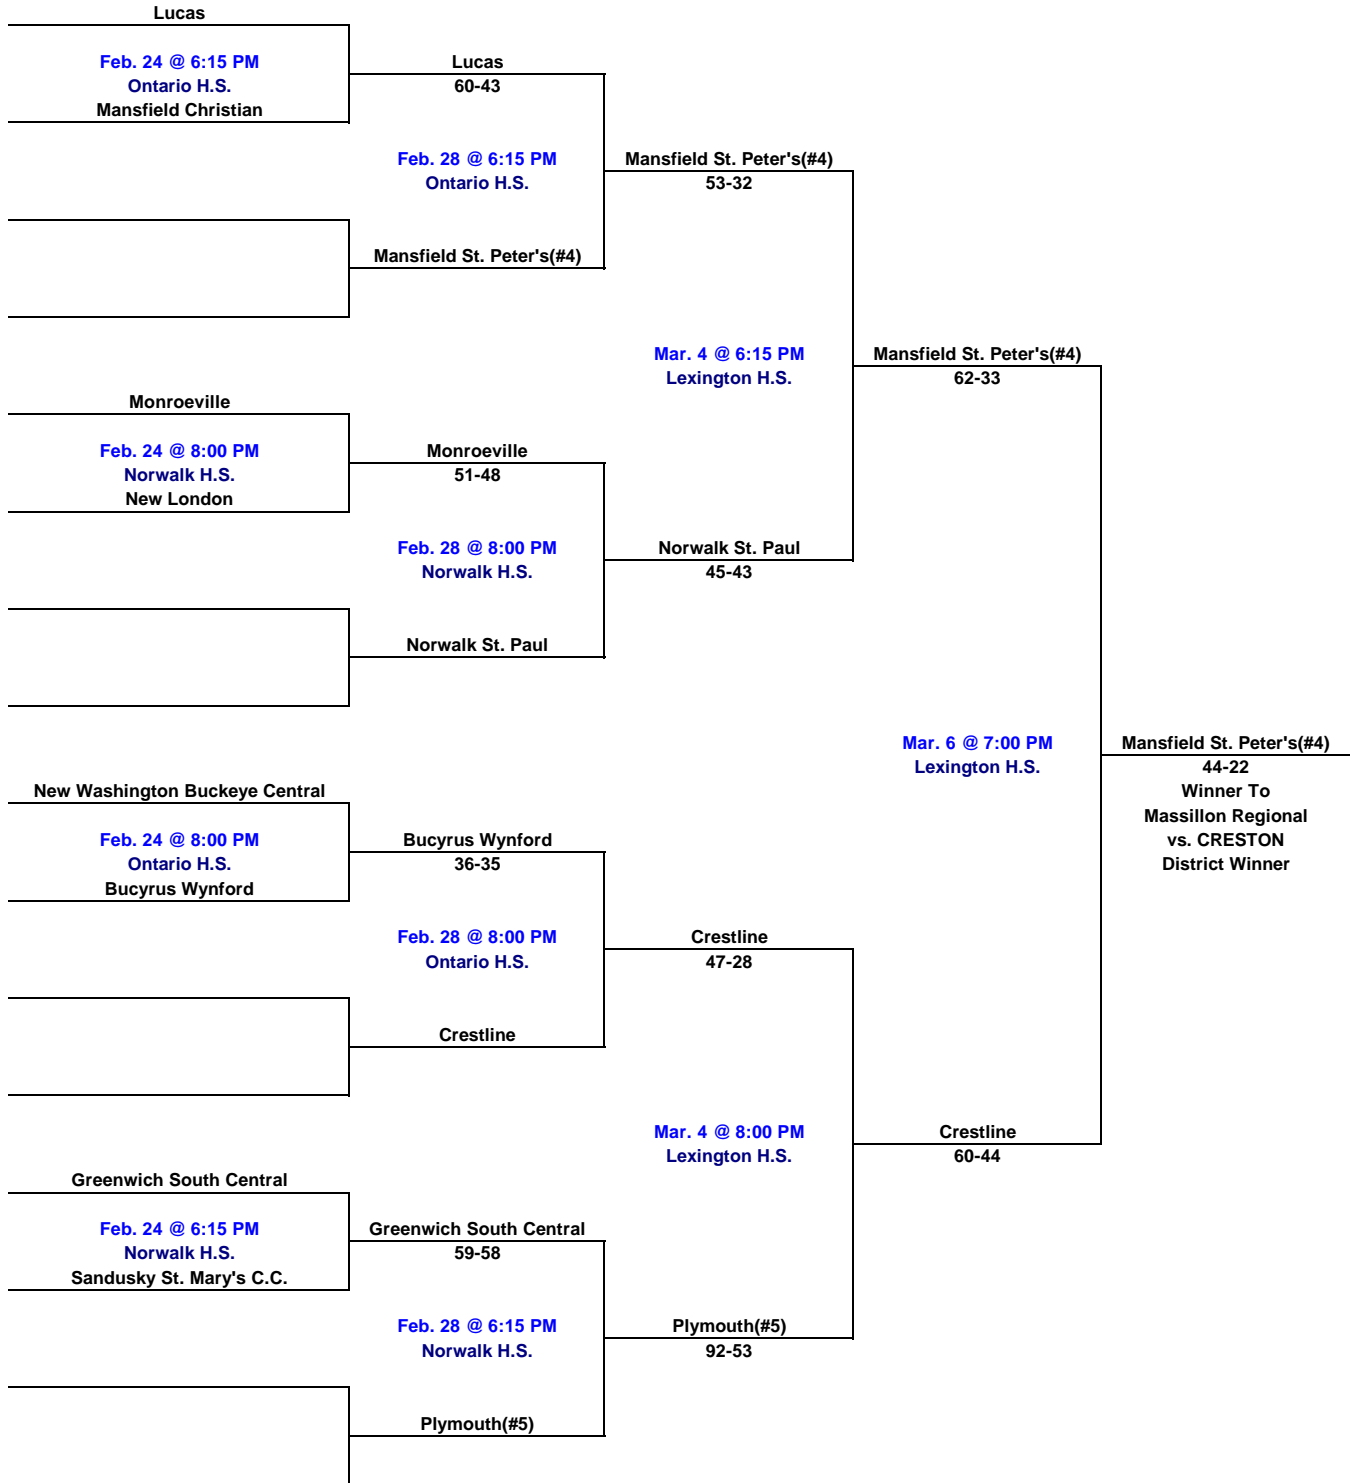 Lucas
Feb. 24 @ 6:15 PM
Ontario H.S.
Mansfield Christian
Lucas
60-43
Feb. 28 @ 6:15 PM
Ontario H.S.
Mansfield St. Peter's(#4)
Mansfield St. Peter's(#4)
53-32
Mar. 4 @ 6:15 PM
Lexington H.S.
Mansfield St. Peter's(#4)
62-33
Monroeville
Feb. 24 @ 8:00 PM
Norwalk H.S.
New London
Monroeville
51-48
Feb. 28 @ 8:00 PM
Norwalk H.S.
Norwalk St. Paul
Norwalk St. Paul
45-43
Mar. 6 @ 7:00 PM
Lexington H.S.
Mansfield St. Peter's(#4)
44-22
Winner To
Massillon Regional
vs. CRESTON
District Winner
New Washington Buckeye Central
Feb. 24 @ 8:00 PM
Ontario H.S.
Bucyrus Wynford
Bucyrus Wynford
36-35
Feb. 28 @ 8:00 PM
Ontario H.S.
Crestline
Crestline
47-28
Mar. 4 @ 8:00 PM
Lexington H.S.
Crestline
60-44
Greenwich South Central
Feb. 24 @ 6:15 PM
Norwalk H.S.
Sandusky St. Mary's C.C.
Greenwich South Central
59-58
Feb. 28 @ 6:15 PM
Norwalk H.S.
Plymouth(#5)
Plymouth(#5)
92-53